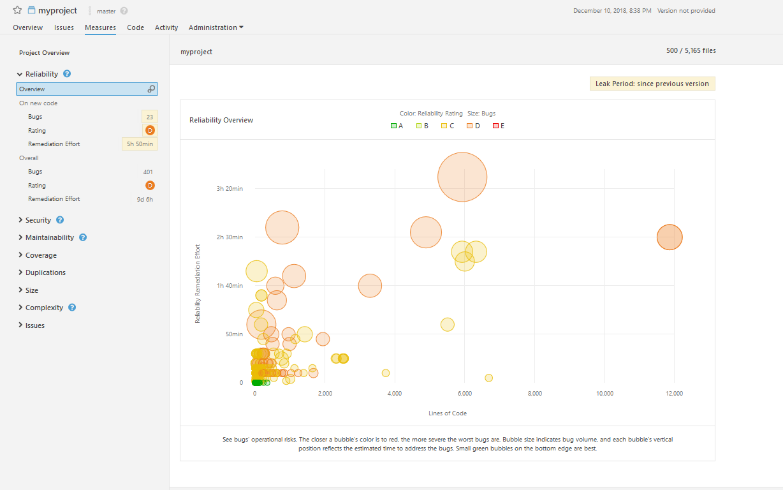 myproject master December 10, 2018, 8:38 PM Version not provided
Overview Issues Measures Code Activity Administration
Project Overview
myproject 500 / 5,165 files
Reliability
Overview
On new code
Bugs 23
Rating D
Remediation Effort 5h 50min
Overall
Bugs 401
Rating D
Remediation Effort 9d 6h
Security
Maintainability
Coverage
Duplications
Size
Complexity
Issues
Leak Period: since previous version
Reliability Overview
Color: Reliability Rating Size: Bugs
A B C D E
Reliability Remediation Effort
3h 20min
2h 30min
1h 40min
50min
0
0 2,000 4,000 6,000 8,000 10,000 12,000
Lines of Code
See bugs' operational risks. The closer a bubble's color is to red, the more severe the worst bugs are. Bubble size indicates bug volume, and each bubble's vertical
position reflects the estimated time to address the bugs. Small green bubbles on the bottom edge are best.